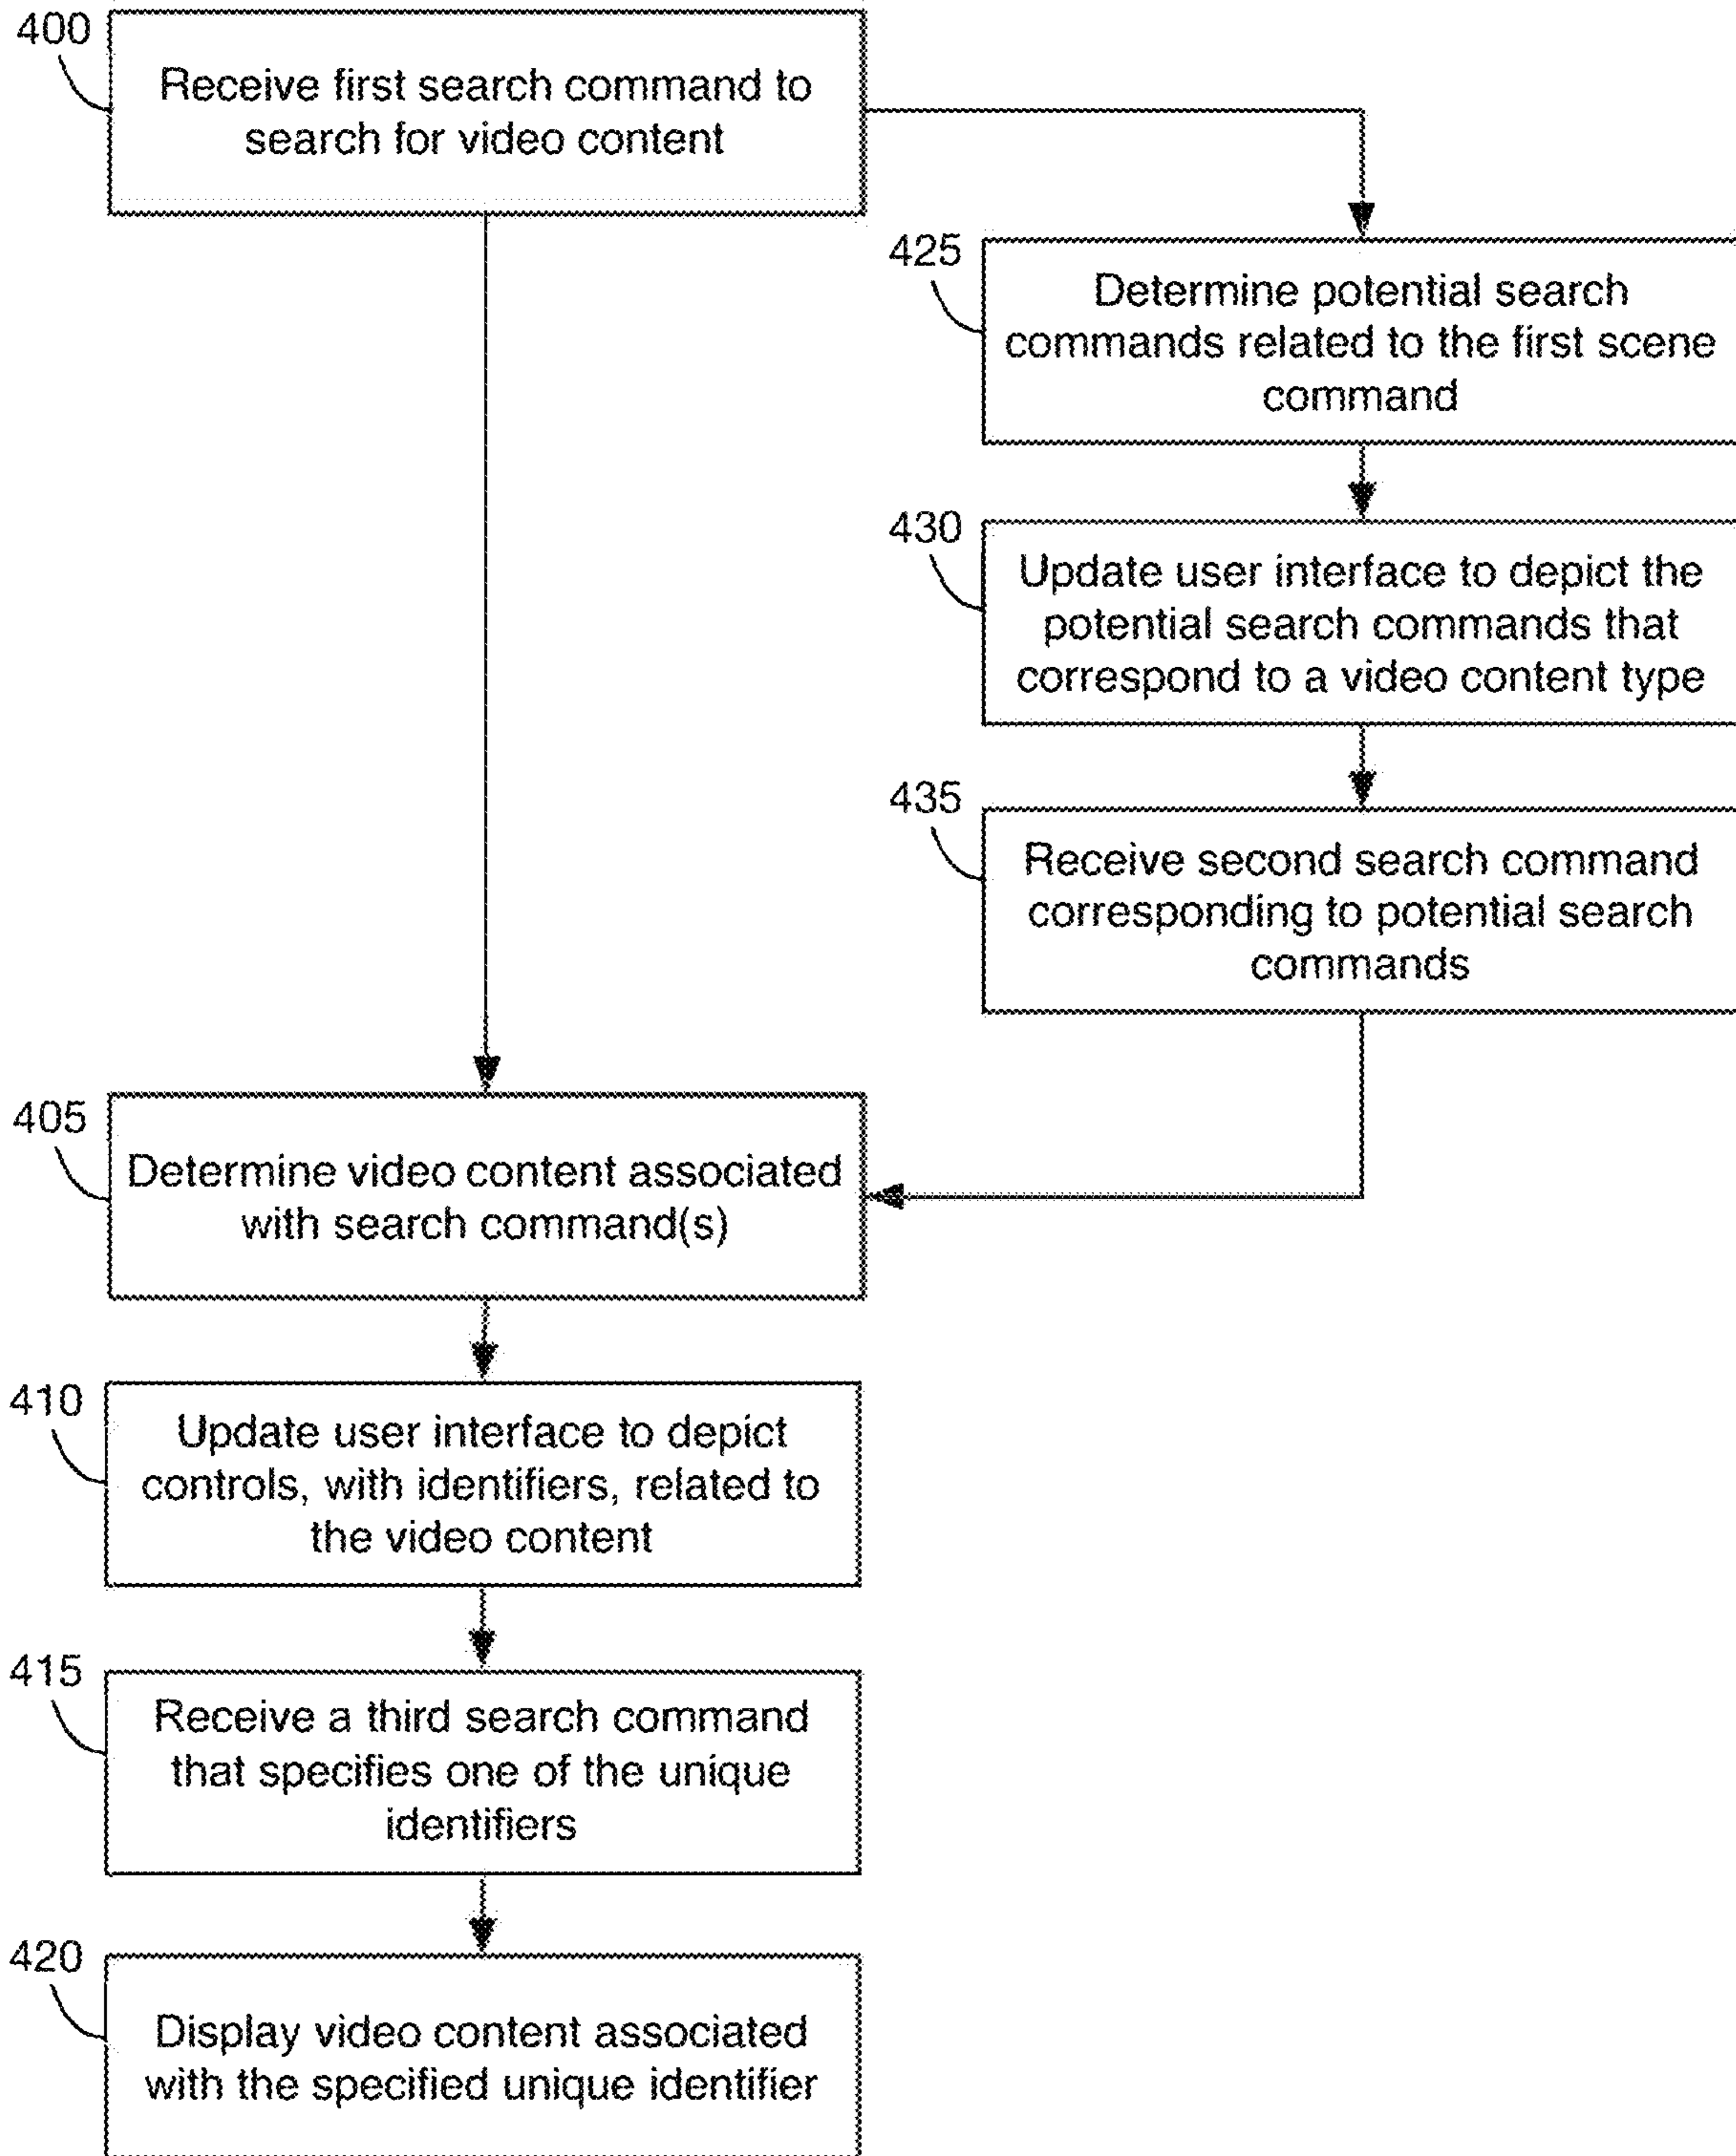 400
Receive first search command to
search for video content
425
Determine potential search
commands related to the first scene
command
430
Update user interface to depict the
potential search commands that
correspond to a video content type
435
Receive second search command
corresponding to potential search
commands
405
Determine video content associated
with search command(s)
410
Update user interface to depict
controls, with identifiers, related to
the video content
415
Receive a third search command
that specifies one of the unique
identifiers
420
Display video content associated
with the specified unique identifier